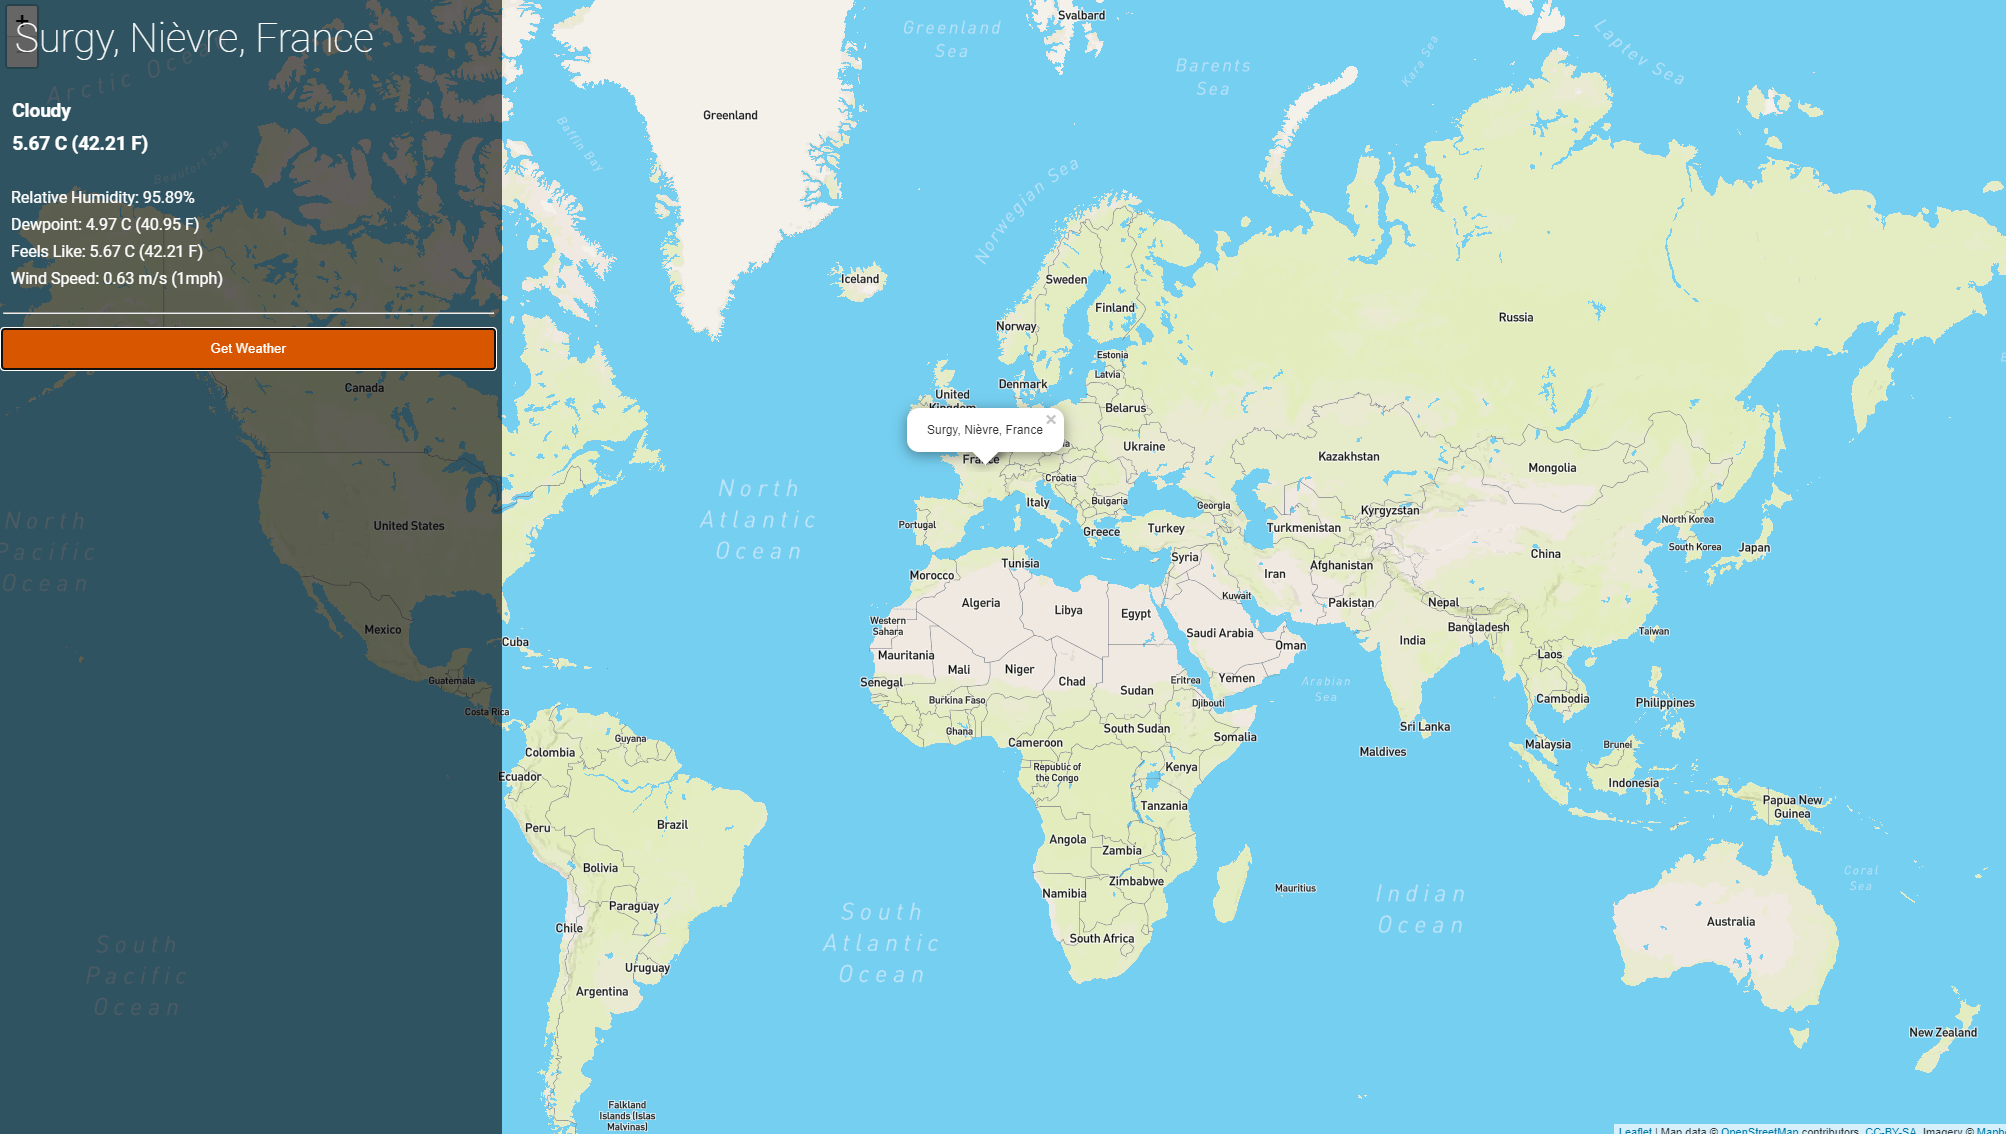 +
Surgy, Nièvre, France
Cloudy
5.67 C (42.21 F)
Relative Humidity: 95.89%
Dewpoint: 4.97 C (40.95 F)
Feels Like: 5.67 C (42.21 F)
Wind Speed: 0.63 m/s (1mph)
Get Weather
Arctic Ocean
Beaufort Sea
Canada
North
Pacific
Ocean
United States
Mexico
Guatemala
Costa Rica
South
Pacific
Ocean
Greenland
Sea
Svalbard
Barents
Sea
Kara Sea
Laptev Sea
Baffin Bay
Greenland
Norwegian Sea
Iceland
Sweden
Finland
Norway
Russia
Estonia
Latvia
Denmark
United
Kingdom
Belarus
Surgy, Nièvre, France
×
Ukraine
France
Kazakhstan
Mongolia
Croatia
North
Atlantic
Ocean
Italy
Bulgaria
Georgia
Kyrgyzstan
Portugal
Greece
Turkey
Turkmenistan
North Korea
South Korea
Japan
China
Syria
Tunisia
Morocco
Iran
Afghanistan
Algeria
Libya
Egypt
Kuwait
Pakistan
Nepal
Western
Sahara
Saudi Arabia
Bangladesh
India
Taiwan
Cuba
Oman
Mauritania
Mali
Niger
Chad
Laos
Senegal
Sudan
Eritrea
Yemen
Arabian
Sea
Burkina Faso
Djibouti
Cambodia
Philippines
Ghana
Cameroon
South Sudan
Somalia
Sri Lanka
Maldives
Malaysia
Brunei
Guyana
Colombia
Ecuador
Republic of
the Congo
Kenya
Indonesia
Tanzania
Papua New
Guinea
Peru
Brazil
Angola
Zambia
Bolivia
Zimbabwe
Namibia
Mauritius
Indian
Ocean
Coral
Sea
Paraguay
Chile
South
Atlantic
Ocean
South Africa
Australia
Uruguay
Argentina
New Zealand
Falkland
Islands (Islas
Malvinas)
Leaflet | Map data © OpenStreetMap contributors, CC-BY-SA, Imagery © Mapb